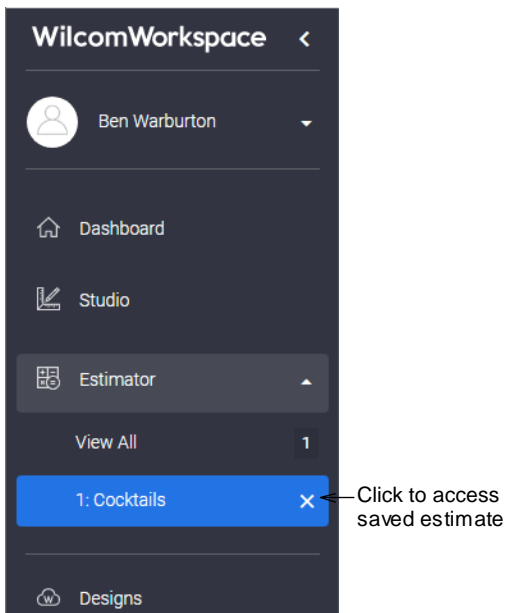 WilcomWorkspace
Ben Warburton
Dashboard
Studio
Estimator
View All 1
1: Cocktails
Click to access
saved estimate
W
Designs